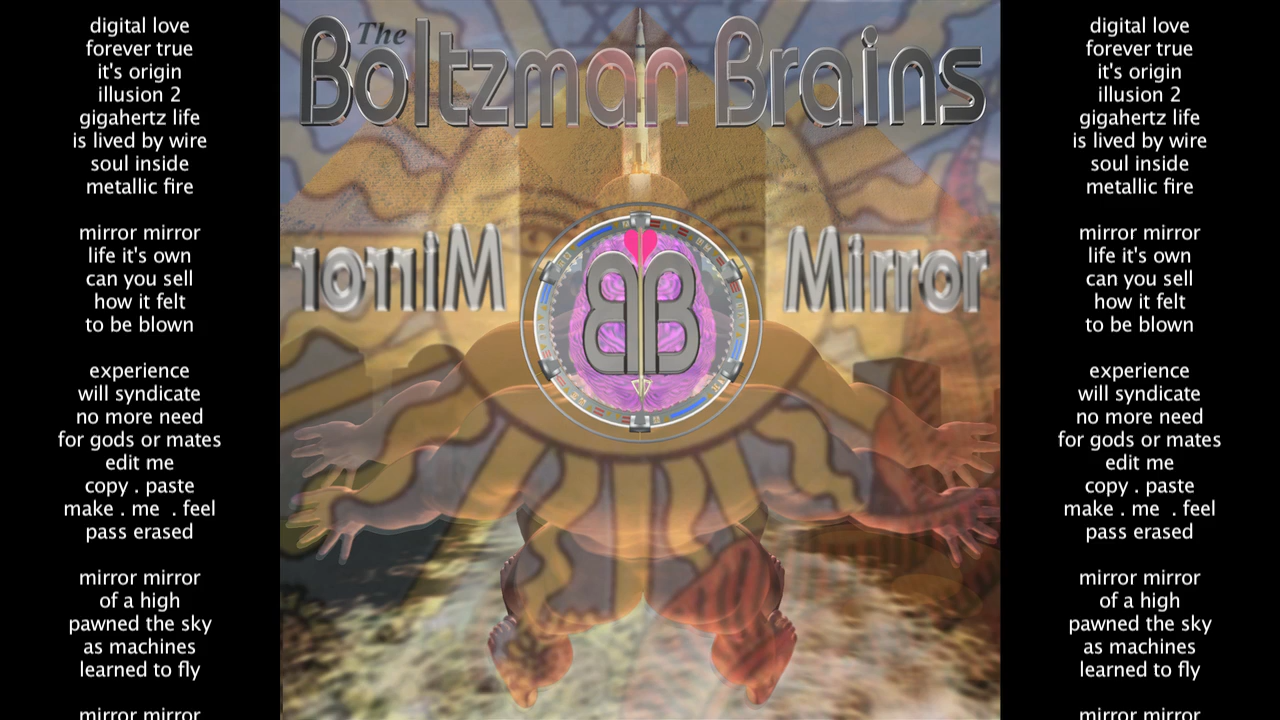 digital love
forever true
it's origin
illusion 2
gigahertz life
is lived by wire
soul inside
metallic fire
mirror mirror
life it's own
can you sell
how it felt
to be blown
experience
will syndicate
no more need
for gods or mates
edit me
copy . paste
make . me . feel
pass erased
mirror mirror
of a high
pawned the sky
as machines
learned to fly
mirror mirror
The
Boltzman Brains
Mirror Mirror
BB
digital love
forever true
it's origin
illusion 2
gigahertz life
is lived by wire
soul inside
metallic fire
mirror mirror
life it's own
can you sell
how it felt
to be blown
experience
will syndicate
no more need
for gods or mates
edit me
copy . paste
make . me . feel
pass erased
mirror mirror
of a high
pawned the sky
as machines
learned to fly
mirror mirror